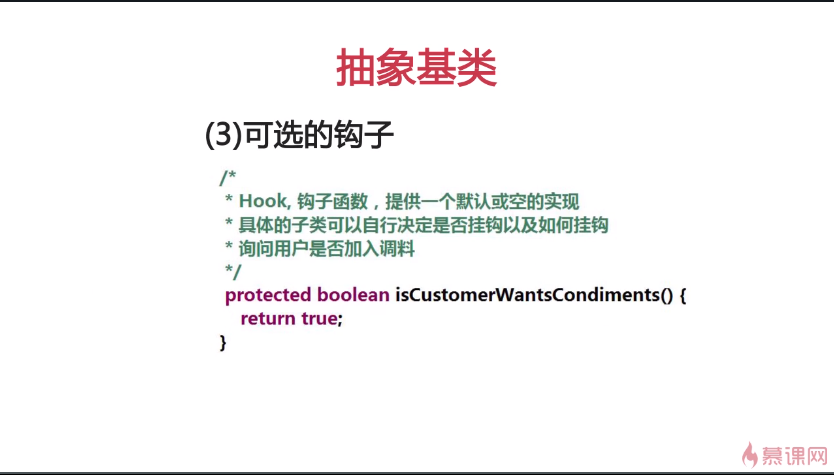 抽象基类
(3)可选的钩子
/*
* Hook, 钩子函数，提供一个默认或空的实现
* 具体的子类可以自行决定是否挂钩以及如何挂钩
* 询问用户是否加入调料
*/
protected boolean isCustomerWantsCondiments() {
return true;
}
慕课网